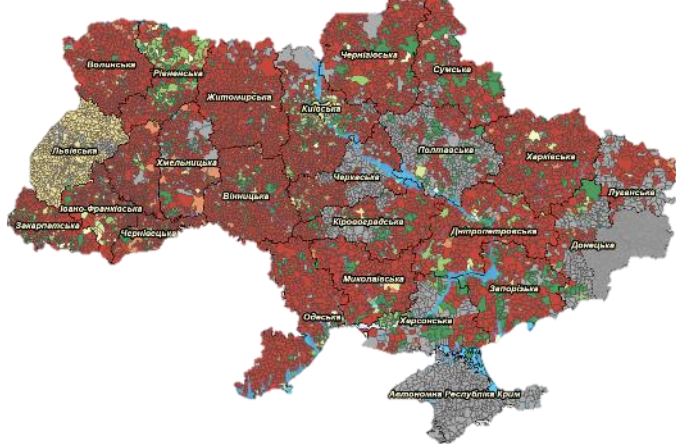 Чернігівська
Волинська
Рівненська
Сумська
Житомирська
Київська
Львівська
Хмельницька
Полтавська
Харківська
Черкаська
Луганська
Вінницька
Івано-Франківська
Закарпатська
Чернівецька
Кіровоградська
Дніпропетровська
Донецька
Миколаївська
Запорізька
Одеська
Херсонська
Автономна Республіка Крим